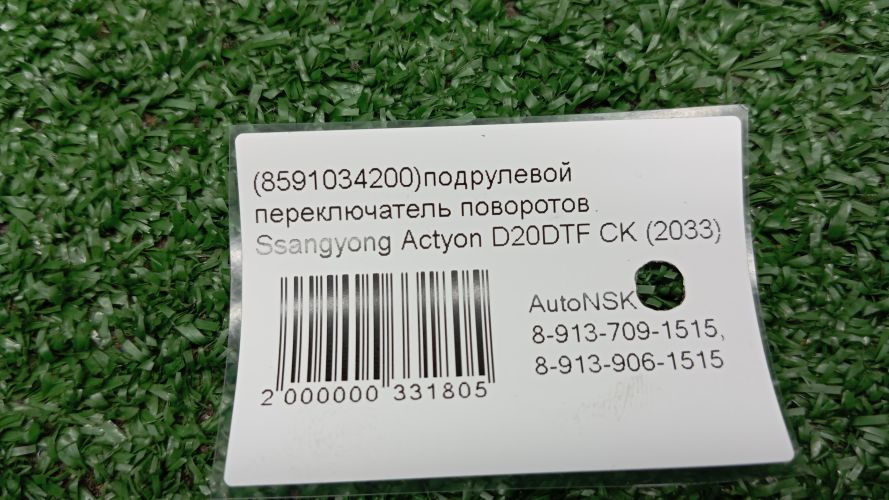 (8591034200)подрулевой
переключатель поворотов
Ssangyong Actyon D20DTF CK (2033)
AutoNSK
8-913-709-1515,
8-913-906-1515
2 000000 331805